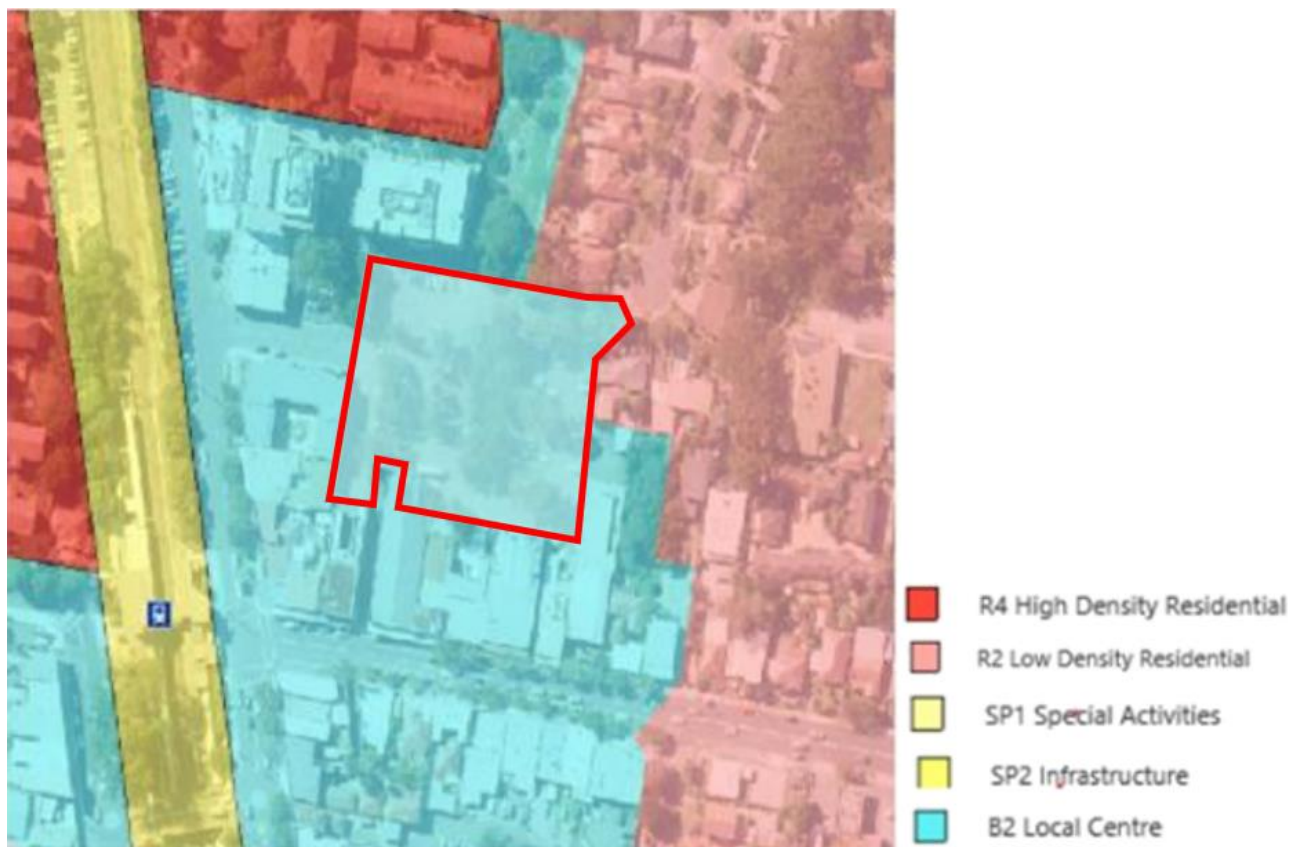 R4 High Density Residential
R2 Low Density Residential
SP1 Special Activities
SP2 Infrastructure
B2 Local Centre